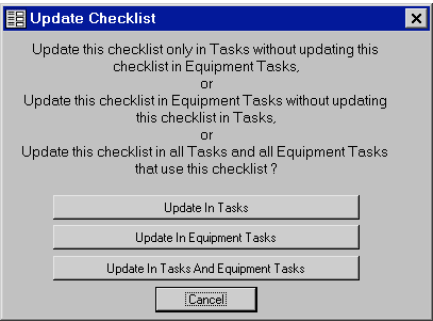 Update Checklist
Update this checklist only in Tasks without updating this
checklist in Equipment Tasks,
or
Update this checklist in Equipment Tasks without updating
this checklist in Tasks,
or
Update this checklist in all Tasks and all Equipment Tasks
that use this checklist ?
Update In Tasks
Update In Equipment Tasks
Update In Tasks And Equipment Tasks
Cancel